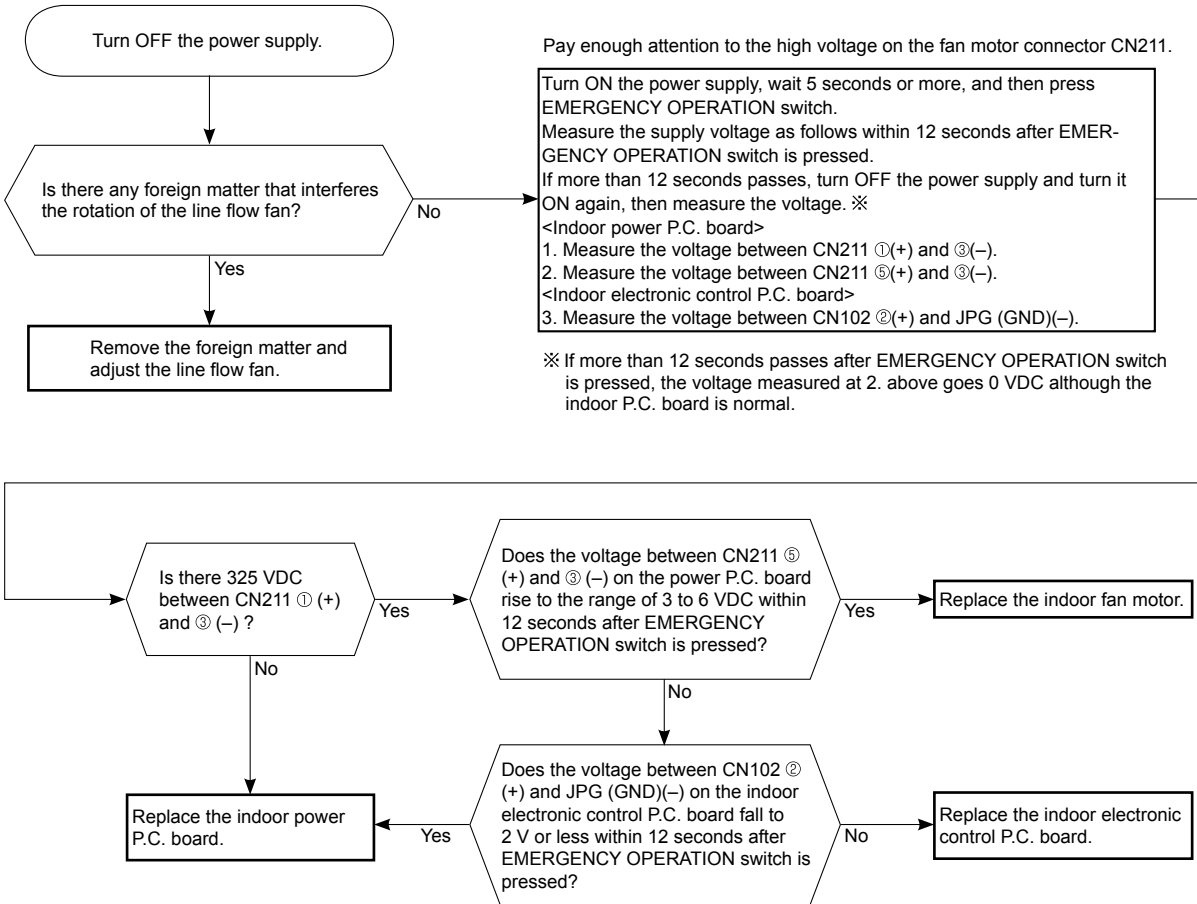 Turn OFF the power supply.
Is there any foreign matter that interferes
the rotation of the line flow fan?
No
Yes
Remove the foreign matter and
adjust the line flow fan.
Pay enough attention to the high voltage on the fan motor connector CN211.
Turn ON the power supply, wait 5 seconds or more, and then press
EMERGENCY OPERATION switch.
Measure the supply voltage as follows within 12 seconds after EMER-
GENCY OPERATION switch is pressed.
If more than 12 seconds passes, turn OFF the power supply and turn it
ON again, then measure the voltage. ※
<Indoor power P.C. board>
1. Measure the voltage between CN211 ①(+) and ③(–).
2. Measure the voltage between CN211 ⑤(+) and ③(–).
<Indoor electronic control P.C. board>
3. Measure the voltage between CN102 ②(+) and JPG (GND)(–).
※ If more than 12 seconds passes after EMERGENCY OPERATION switch
is pressed, the voltage measured at 2. above goes 0 VDC although the
indoor P.C. board is normal.
Is there 325 VDC
between CN211 ① (+)
and ③ (–) ?
Yes
No
Does the voltage between CN211 ⑤
(+) and ③ (–) on the power P.C. board
rise to the range of 3 to 6 VDC within
12 seconds after EMERGENCY
OPERATION switch is pressed?
Yes
No
Replace the indoor fan motor.
Replace the indoor power
P.C. board.
Yes
Does the voltage between CN102 ②
(+) and JPG (GND)(–) on the indoor
electronic control P.C. board fall to
2 V or less within 12 seconds after
EMERGENCY OPERATION switch is
pressed?
No
Replace the indoor electronic
control P.C. board.